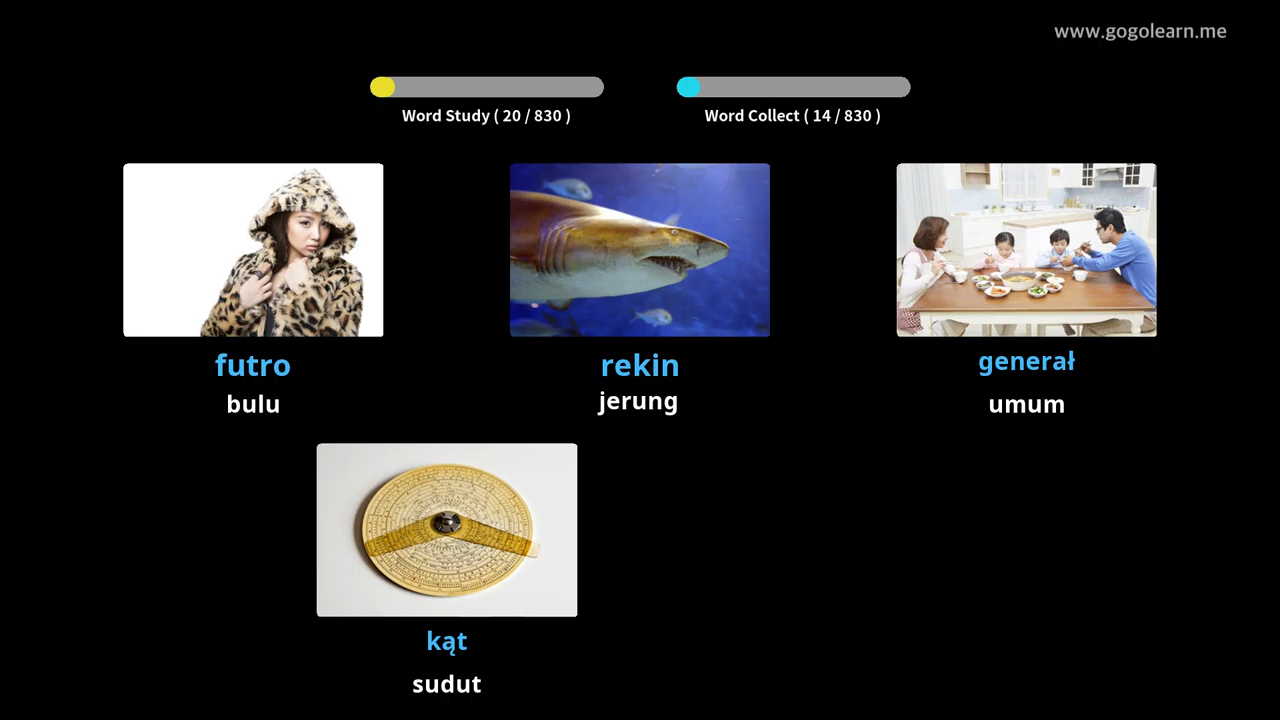 www.gogolearn.me
Word Study ( 20 / 830 )
Word Collect ( 14 / 830 )
futro
bulu
rekin
jerung
generał
umum
kąt
sudut